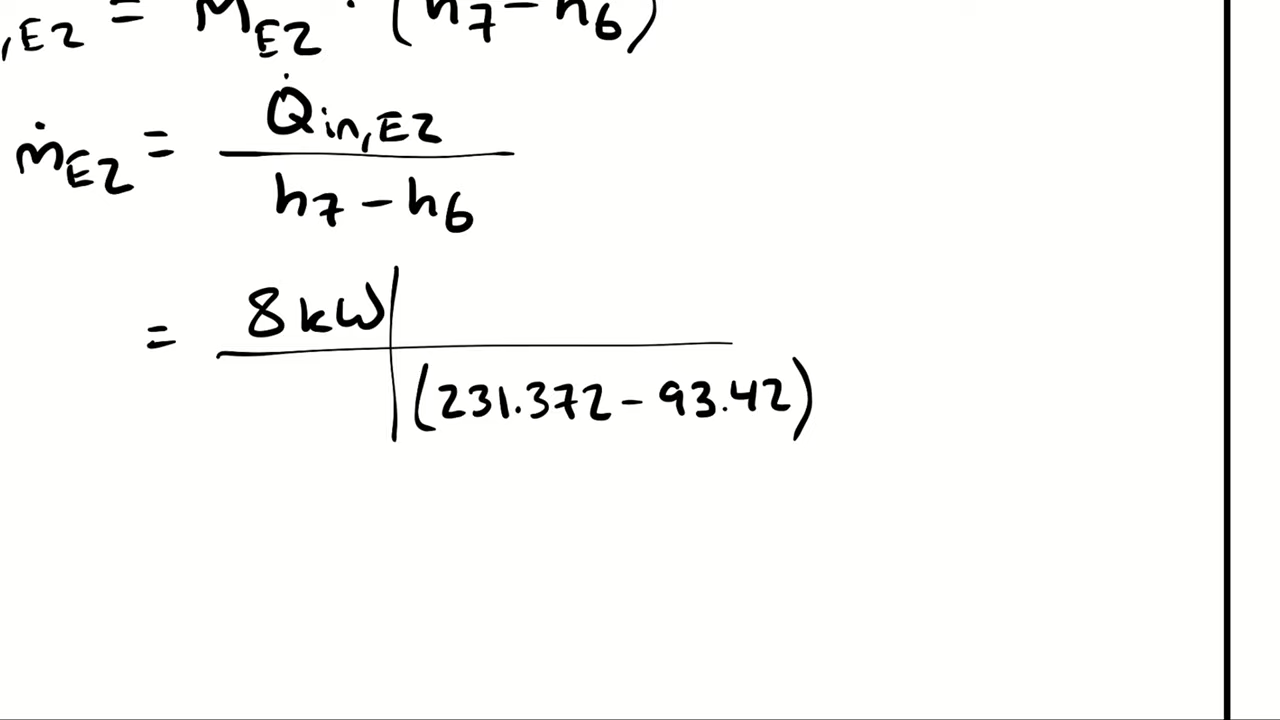 ,E2 = ṁE2 · (h7 - h6)
ṁE2 = Q̇in,E2 / h7 - h6
= 8 kW / (231.372 - 93.42)